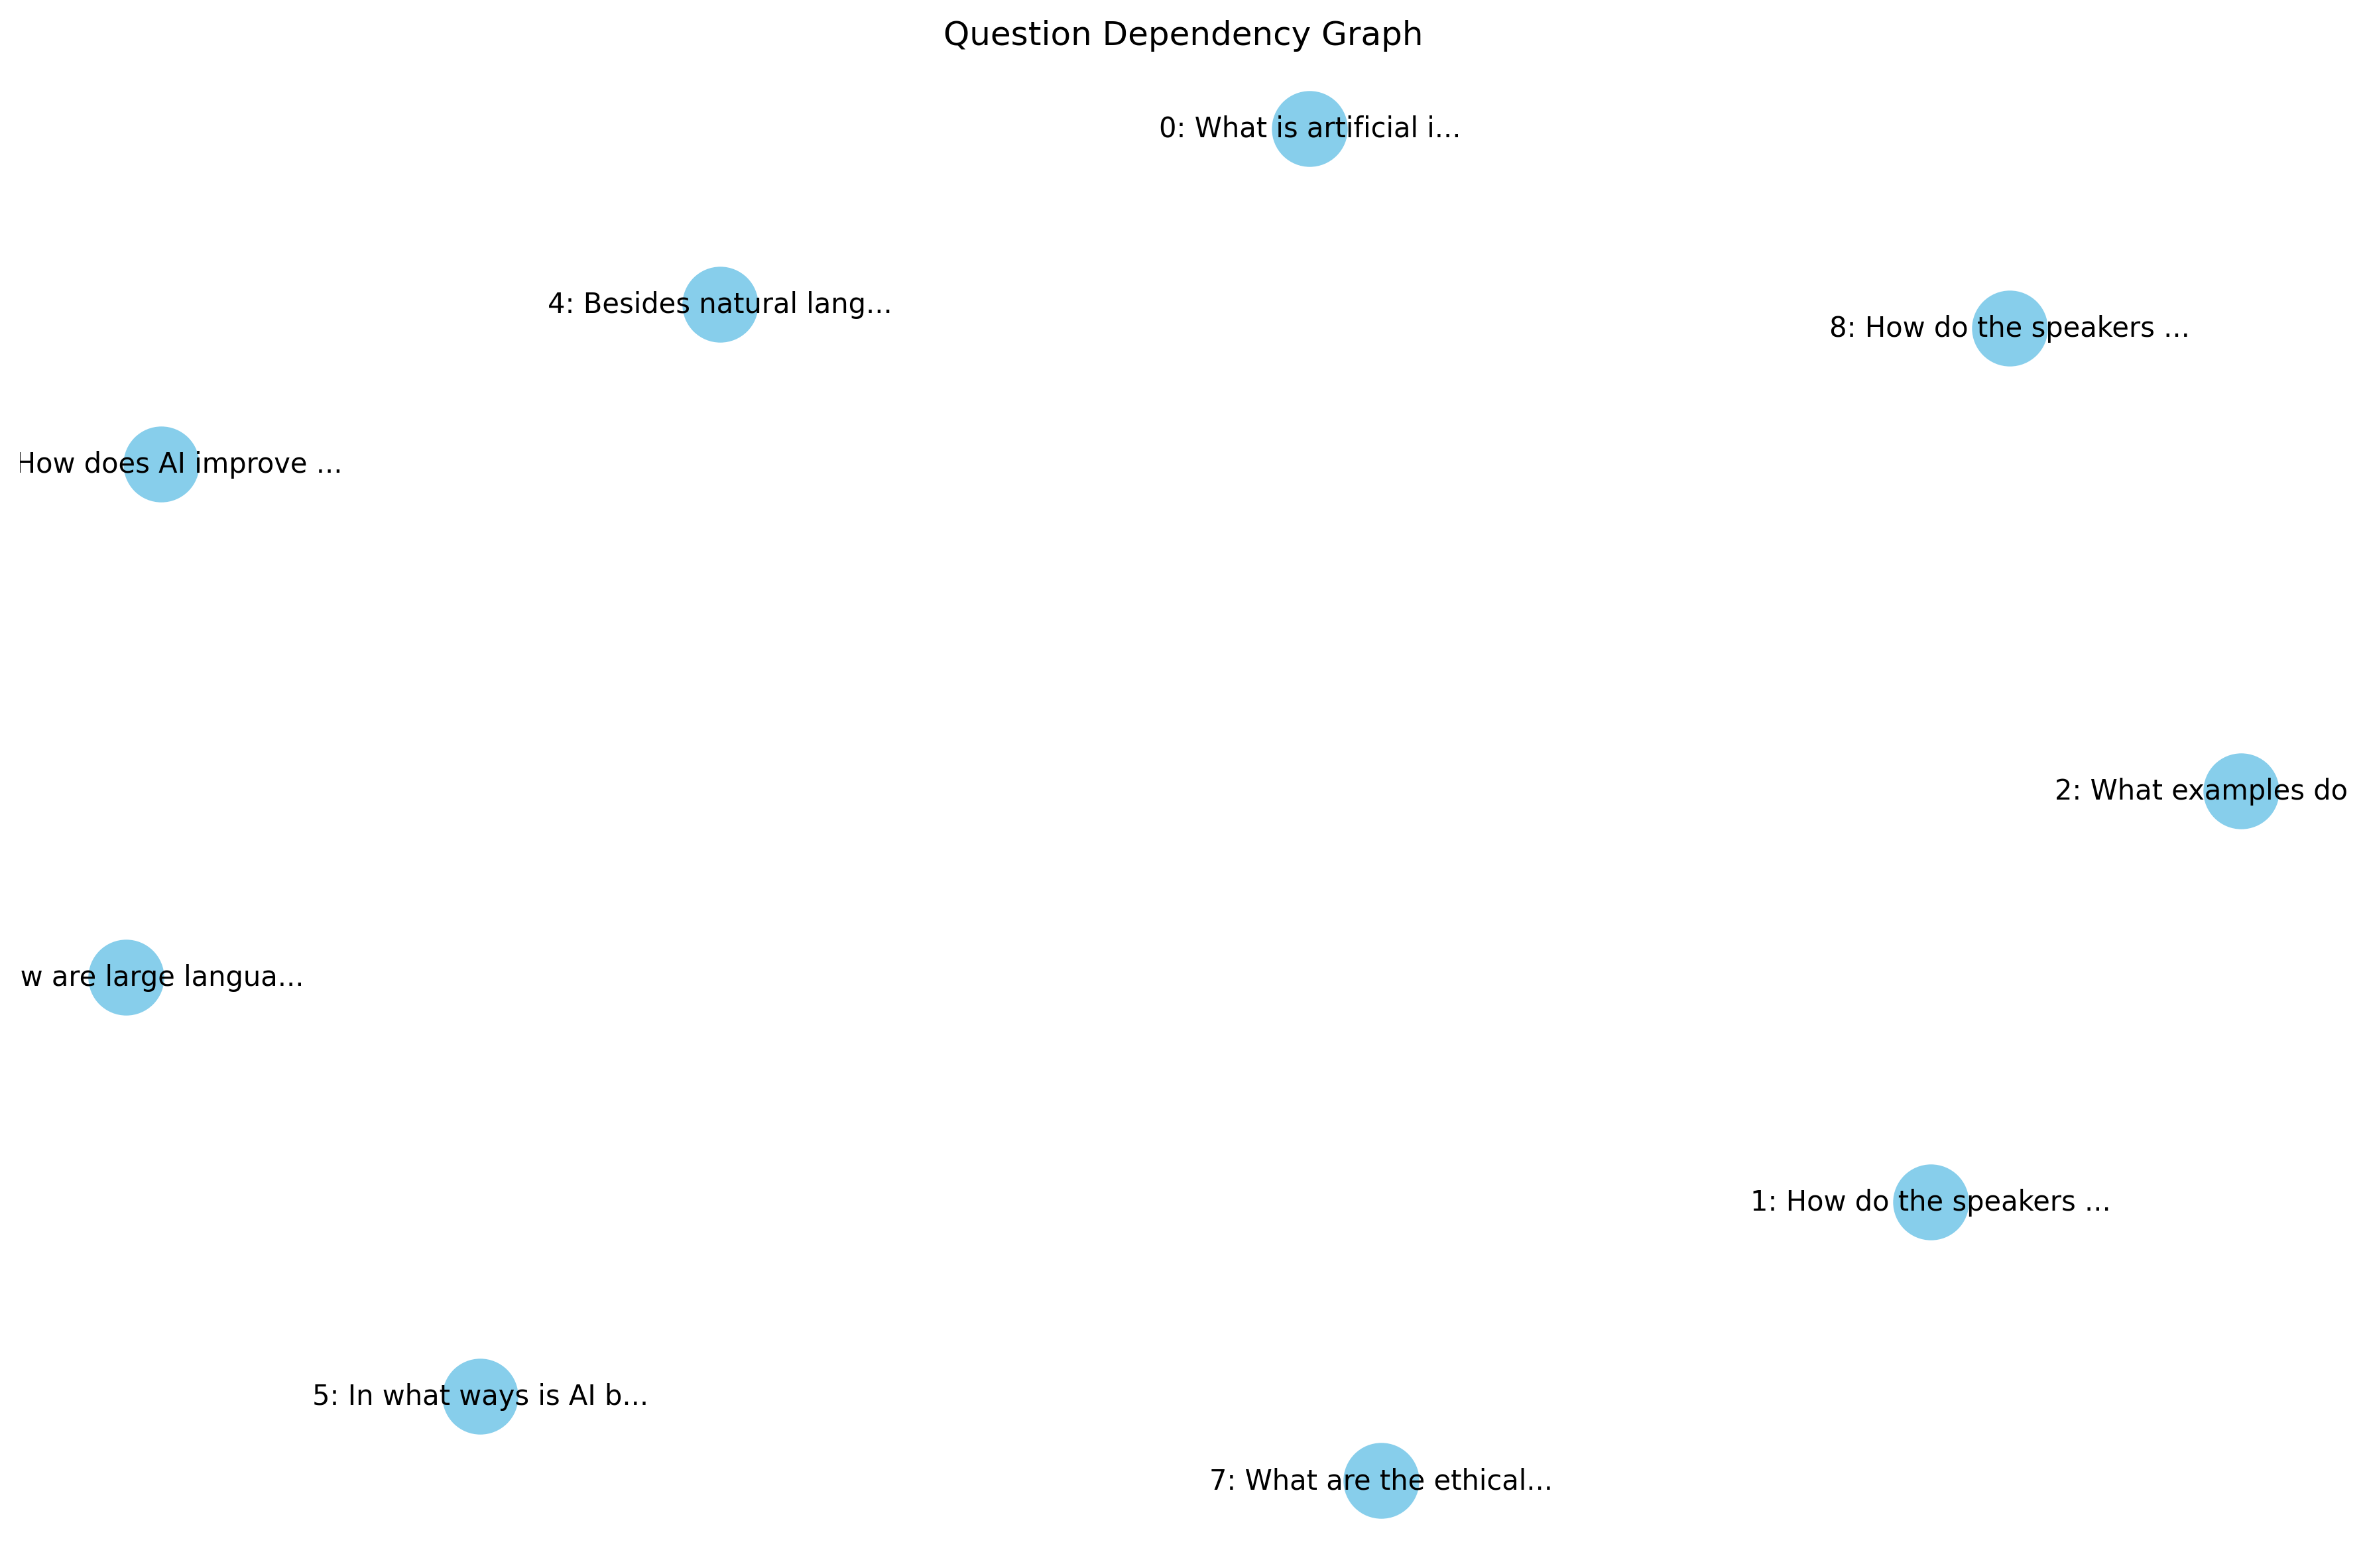 Question Dependency Graph
0: What is artificial i...
4: Besides natural lang...
8: How do the speakers ...
How does AI improve ...
2: What examples do
w are large langua...
1: How do the speakers ...
5: In what ways is AI b...
7: What are the ethical...